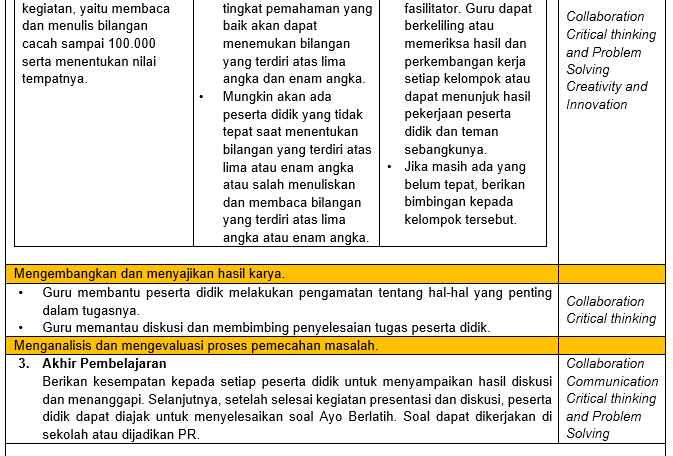 kegiatan, yaitu membaca
dan menulis bilangan
cacah sampai 100.000
serta menentukan nilai
tempatnya.
tingkat pemahaman yang
baik akan dapat
menemukan bilangan
yang terdiri atas lima
angka dan enam angka.
• Mungkin akan ada
peserta didik yang tidak
tepat saat menentukan
bilangan yang terdiri atas
lima atau enam angka
atau salah menuliskan
dan membaca bilangan
yang terdiri atas lima
angka atau enam angka.
fasilitator. Guru dapat
berkeliling atau
memeriksa hasil dan
perkembangan kerja
setiap kelompok atau
dapat menunjuk hasil
pekerjaan peserta
didik dan teman
sebangkunya.
• Jika masih ada yang
belum tepat, berikan
bimbingan kepada
kelompok tersebut.
Collaboration
Critical thinking
and Problem
Solving
Creativity and
Innovation
Mengembangkan dan menyajikan hasil karya.
• Guru membantu peserta didik melakukan pengamatan tentang hal-hal yang penting
dalam tugasnya.
• Guru memantau diskusi dan membimbing penyelesaian tugas peserta didik.
Collaboration
Critical thinking
Menganalisis dan mengevaluasi proses pemecahan masalah.
3. Akhir Pembelajaran
Berikan kesempatan kepada setiap peserta didik untuk menyampaikan hasil diskusi
dan menanggapi. Selanjutnya, setelah selesai kegiatan presentasi dan diskusi, peserta
didik dapat diajak untuk menyelesaikan soal Ayo Berlatih. Soal dapat dikerjakan di
sekolah atau dijadikan PR.
Collaboration
Communication
Critical thinking
and Problem
Solving